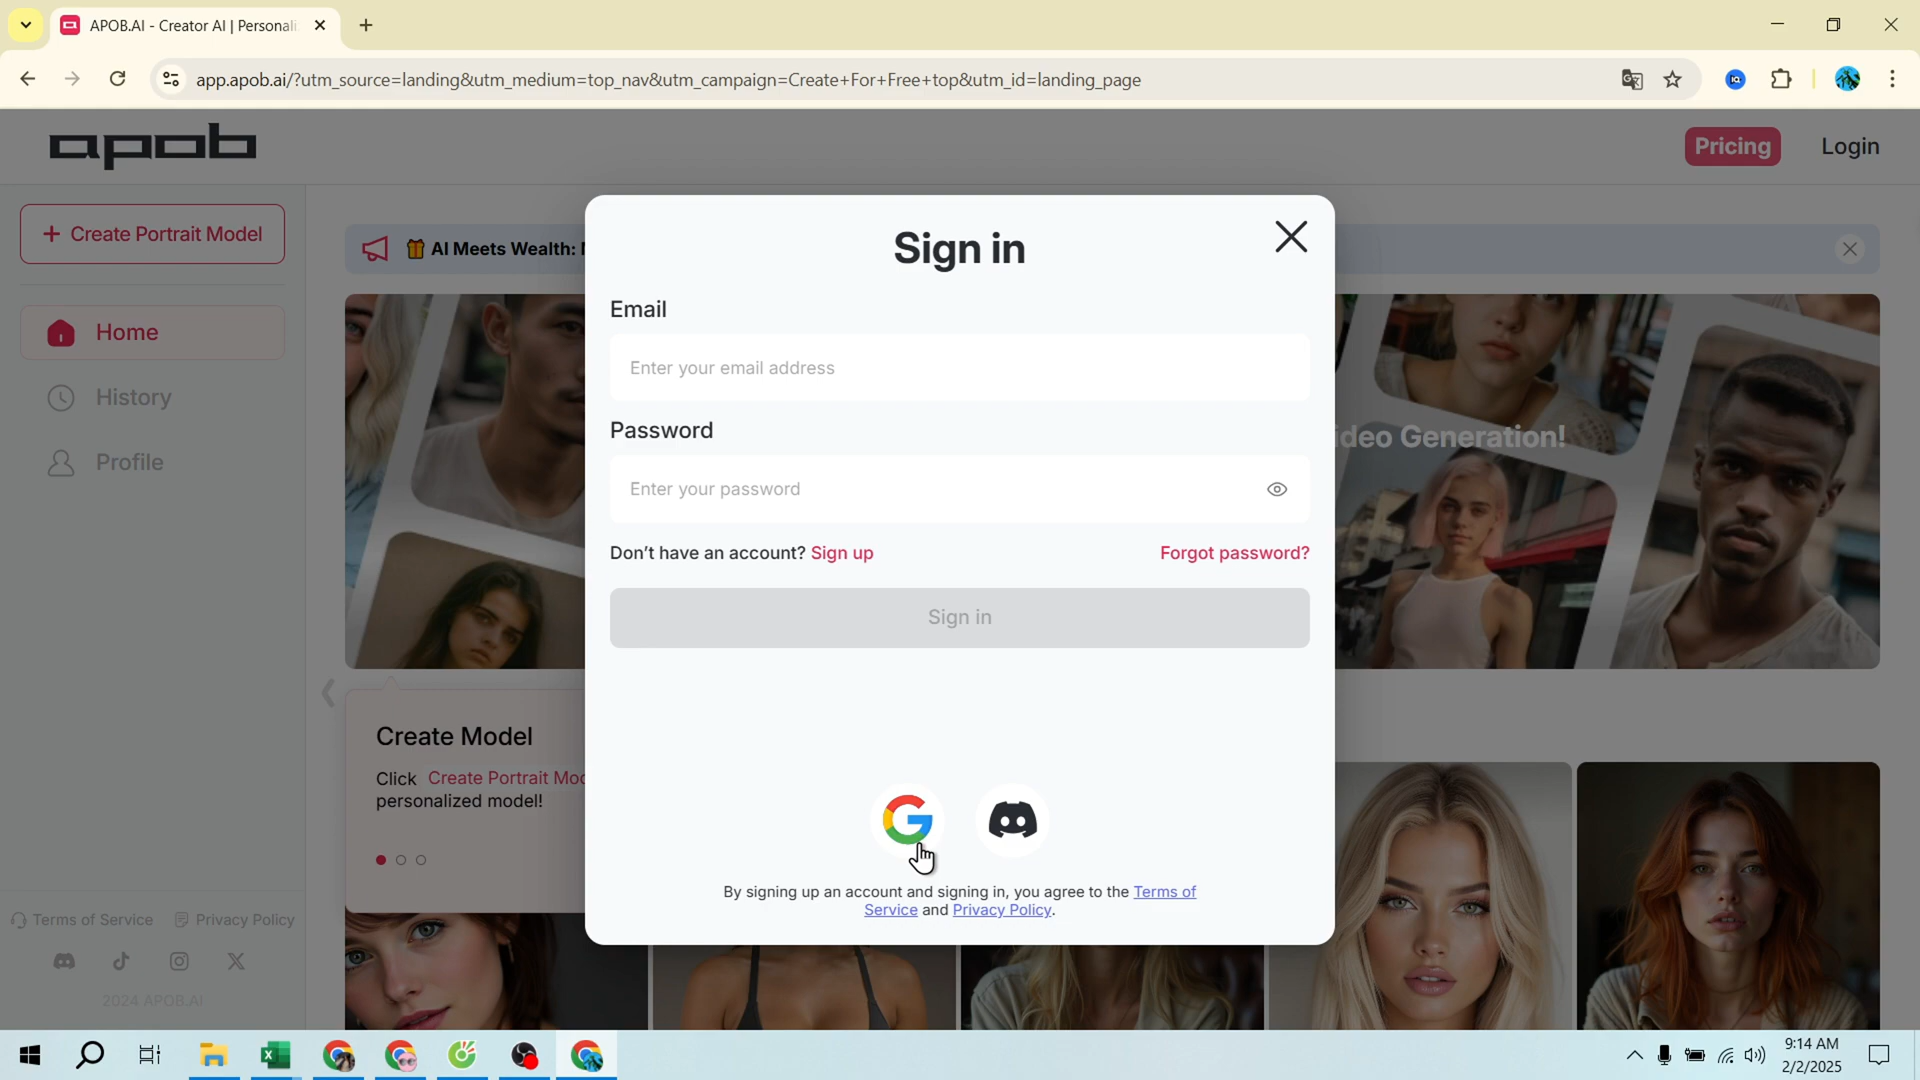 APOB.AI - Creator AI | Personali
app.apob.ai/?utm_source=landing&utm_medium=top_nav&utm_campaign=Create+For+Free+top&utm_id=landing_page
apob
Pricing
Login
+ Create Portrait Model
Home
History
Profile
AI Meets Wealth:
Sign in
Email
Enter your email address
Password
Enter your password
Don't have an account? Sign up
Forgot password?
Sign in
By signing up an account and signing in, you agree to the Terms of
Service and Privacy Policy.
ideo Generation!
Create Model
Click Create Portrait Mod
personalized model!
Terms of Service
Privacy Policy
2024 APOB.AI
9:14 AM
2/2/2025